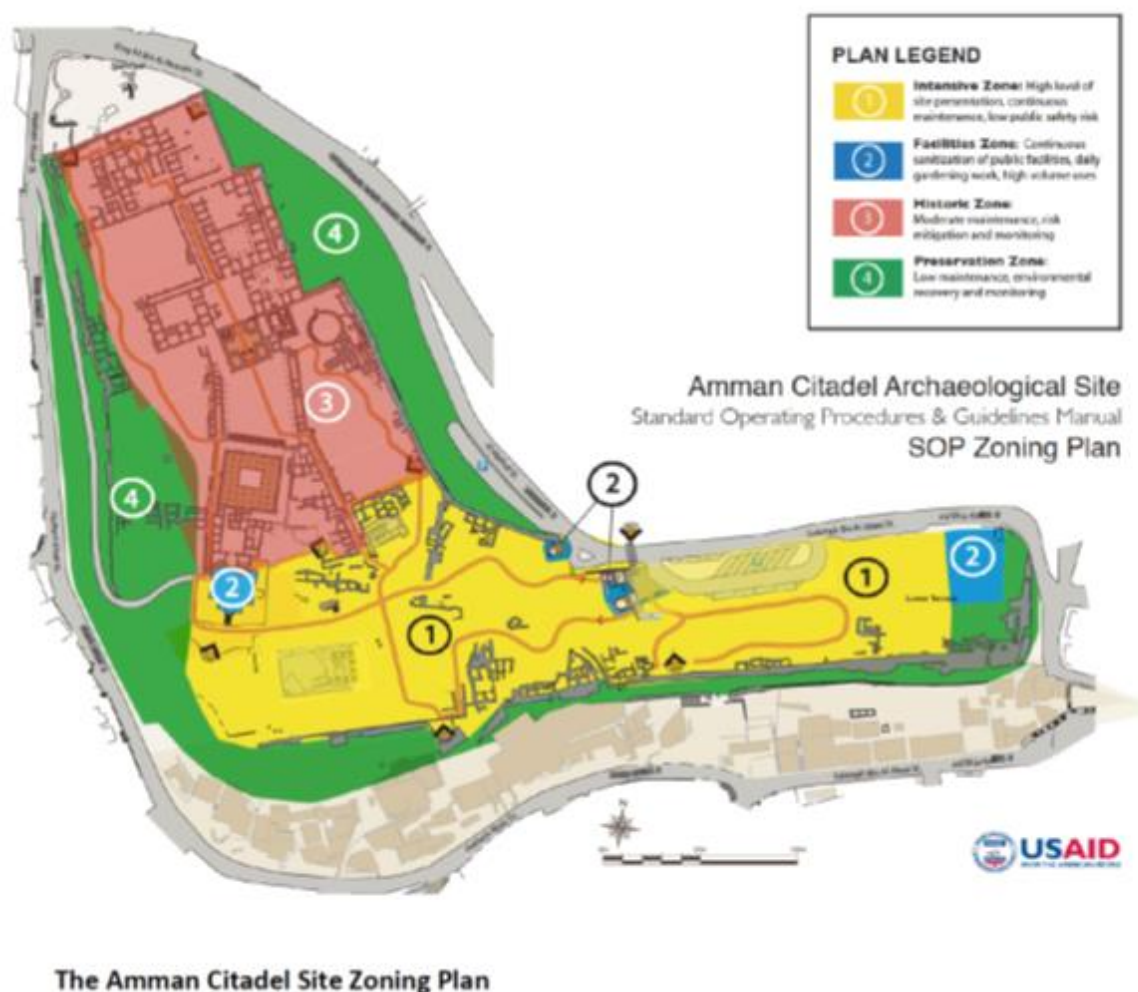 PLAN LEGEND
1
Intensive Zone: High level of
site presentation, continuous
maintenance, low public safety risk
2
Facilities Zone: Continuous
sanitization of public facilities, daily
gardening work, high volume uses
3
Historic Zone:
Moderate maintenance, risk
mitigation and monitoring
4
Preservation Zone:
Low maintenance, environmental
recovery and monitoring
Amman Citadel Archaeological Site
Standard Operating Procedures & Guidelines Manual
SOP Zoning Plan
4
3
4
2
2
1
2
1
N
USAID
The Amman Citadel Site Zoning Plan